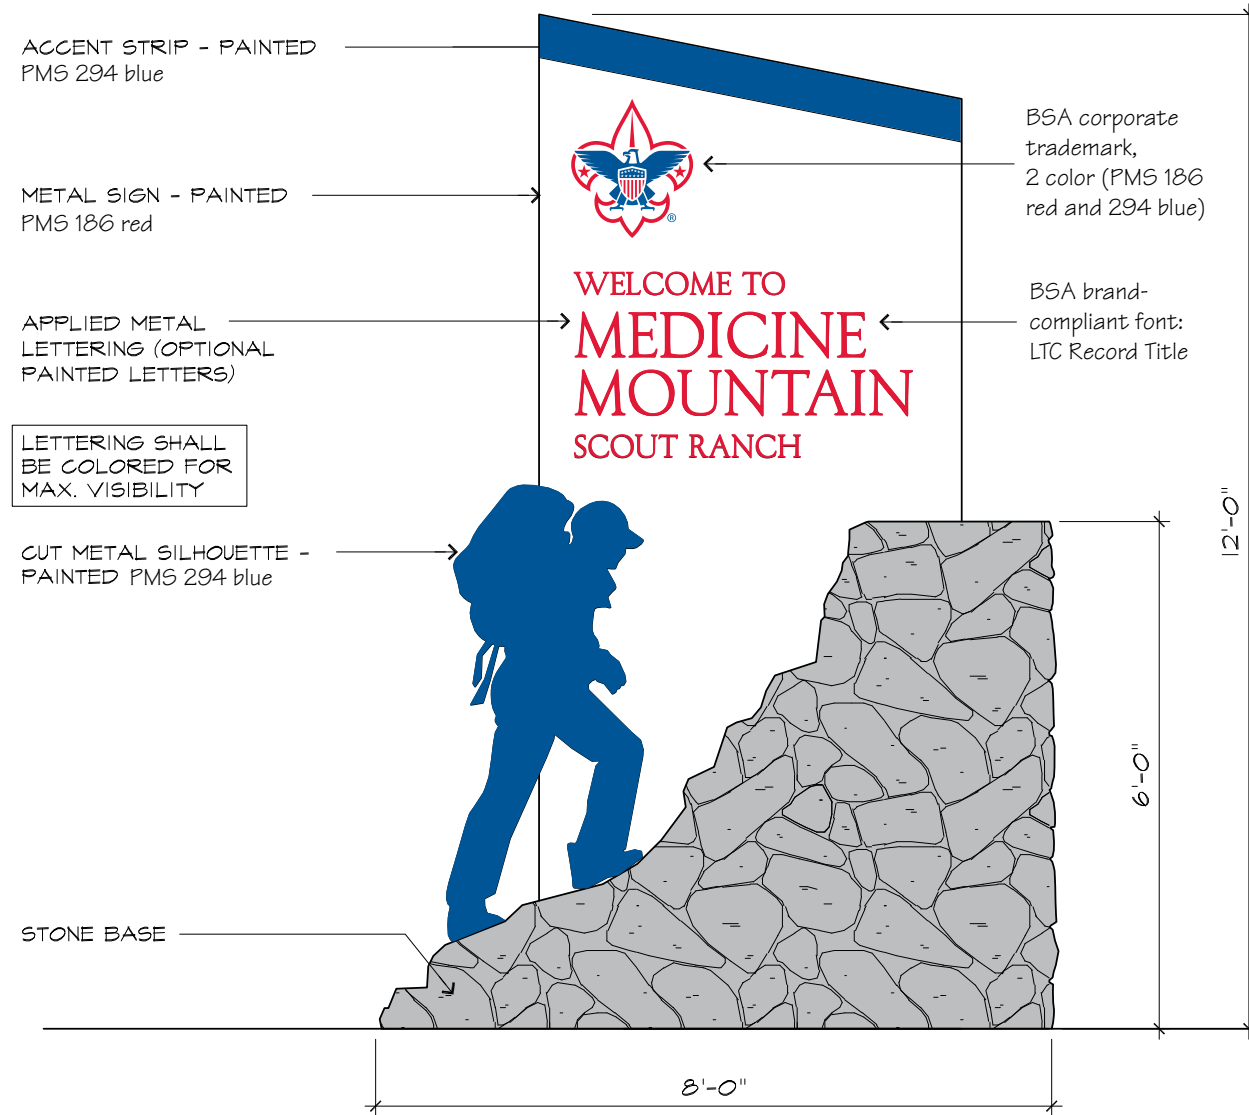 ACCENT STRIP - PAINTED
PMS 294 blue
METAL SIGN - PAINTED
PMS 186 red
APPLIED METAL
LETTERING (OPTIONAL
PAINTED LETTERS)
LETTERING SHALL
BE COLORED FOR
MAX. VISIBILITY
CUT METAL SILHOUETTE -
PAINTED PMS 294 blue
STONE BASE
®
WELCOME TO
MEDICINE
MOUNTAIN
SCOUT RANCH
BSA corporate
trademark,
2 color (PMS 186
red and 294 blue)
BSA brand-
compliant font:
LTC Record Title
12'-0"
6'-0"
8'-0"